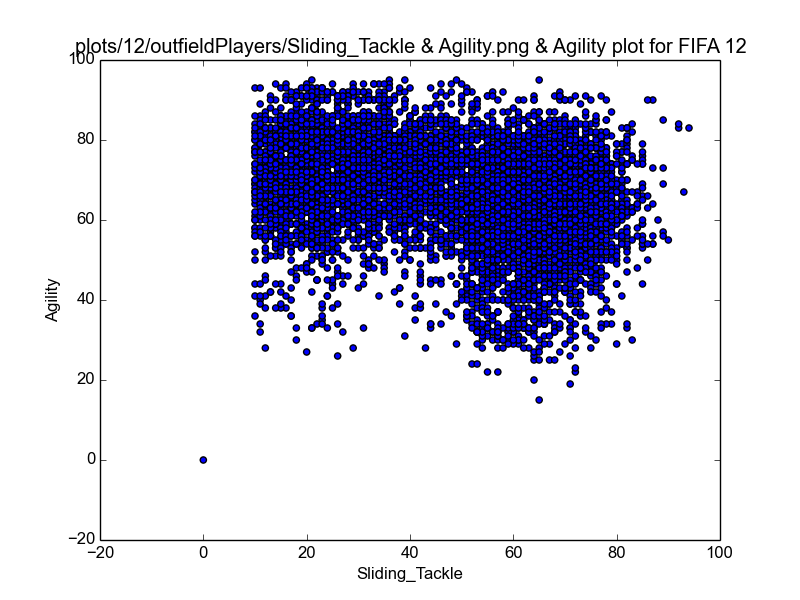 plots/12/outfieldPlayers/Sliding_Tackle & Agility.png & Agility plot for FIFA 12
100
80
60
40
20
0
−20
Agility
−20 0 20 40 60 80 100
Sliding_Tackle